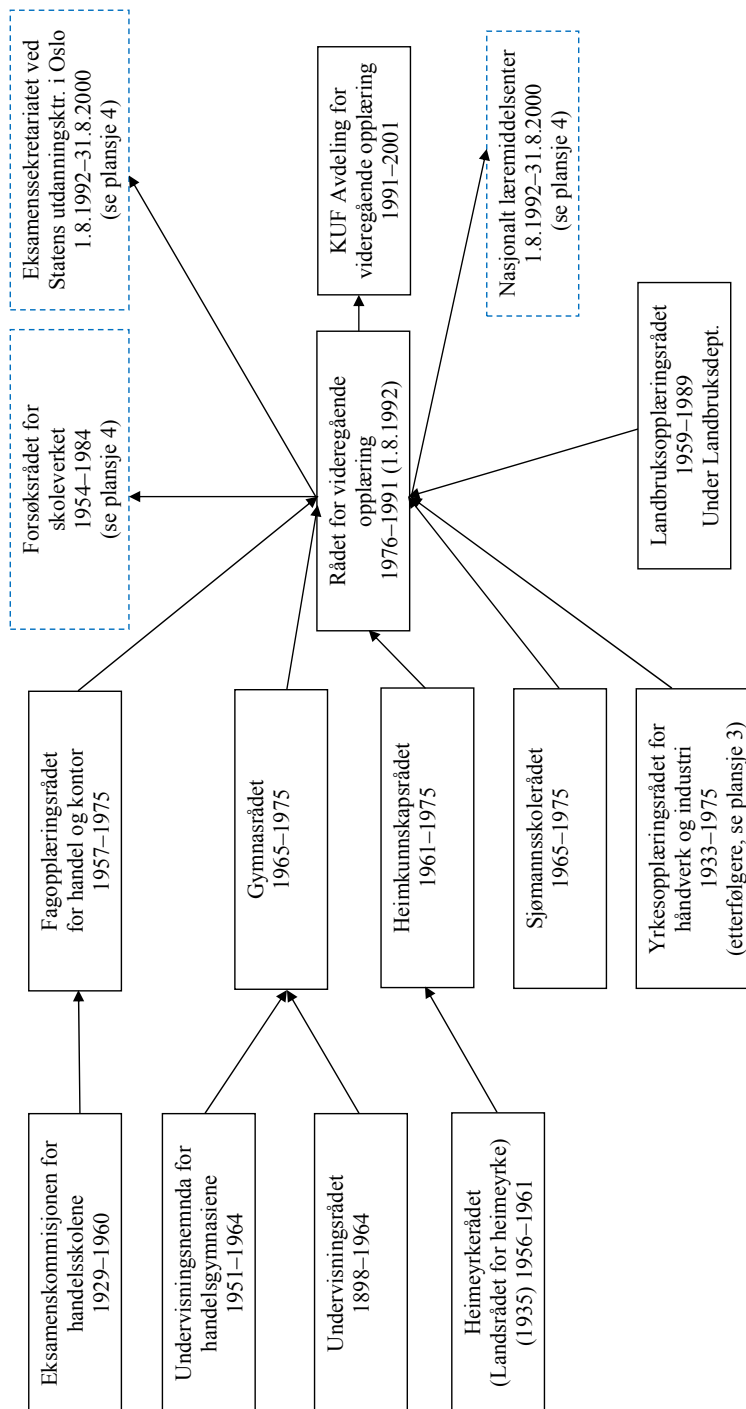 Eksamenskommisjonen for
handelsskolene
1929–1960
Undervisningsnemnda for
handelsgymnasiene
1951–1964
Undervisningsrådet
1898–1964
Heimeyrkerådet
(Landsrådet for heimeyrke)
(1935) 1956–1961
Fagopplæringsrådet
for handel og kontor
1957–1975
Gymnasrådet
1965–1975
Heimkunnskapsrådet
1961–1975
Sjømannsskolerådet
1965–1975
Yrkesopplæringsrådet for
håndverk og industri
1933–1975
(etterfølgere, se plansje 3)
Forsøksrådet for
skoleverket
1954–1984
(se plansje 4)
Rådet for videregående
opplæring
1976–1991 (1.8.1992)
Landbruksopplæringsrådet
1959–1989
Under Landbruksdept.
Eksamenssekretariatet ved
Statens utdanningsktr. i Oslo
1.8.1992–31.8.2000
(se plansje 4)
KUF Avdeling for
videregående opplæring
1991–2001
Nasjonalt læremiddelsenter
1.8.1992–31.8.2000
(se plansje 4)